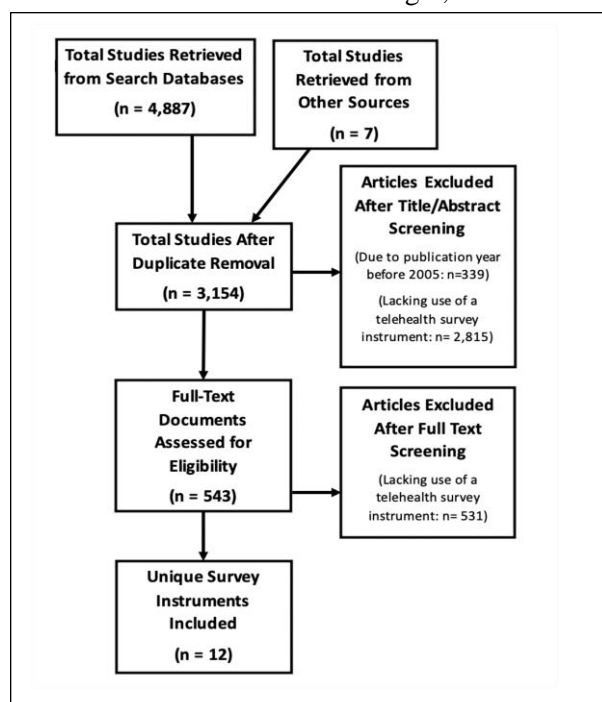 Total Studies Retrieved
from Search Databases
(n = 4,887)
Total Studies
Retrieved from
Other Sources
(n = 7)
Total Studies After
Duplicate Removal
(n = 3,154)
Articles Excluded
After Title/Abstract
Screening
(Due to publication year
before 2005: n=339)
(Lacking use of a
telehealth survey
instrument: n= 2,815)
Full-Text
Documents
Assessed for
Eligibility
(n = 543)
Articles Excluded
After Full Text
Screening
(Lacking use of a
telehealth survey
instrument: n= 531)
Unique Survey
Instruments
Included
(n = 12)